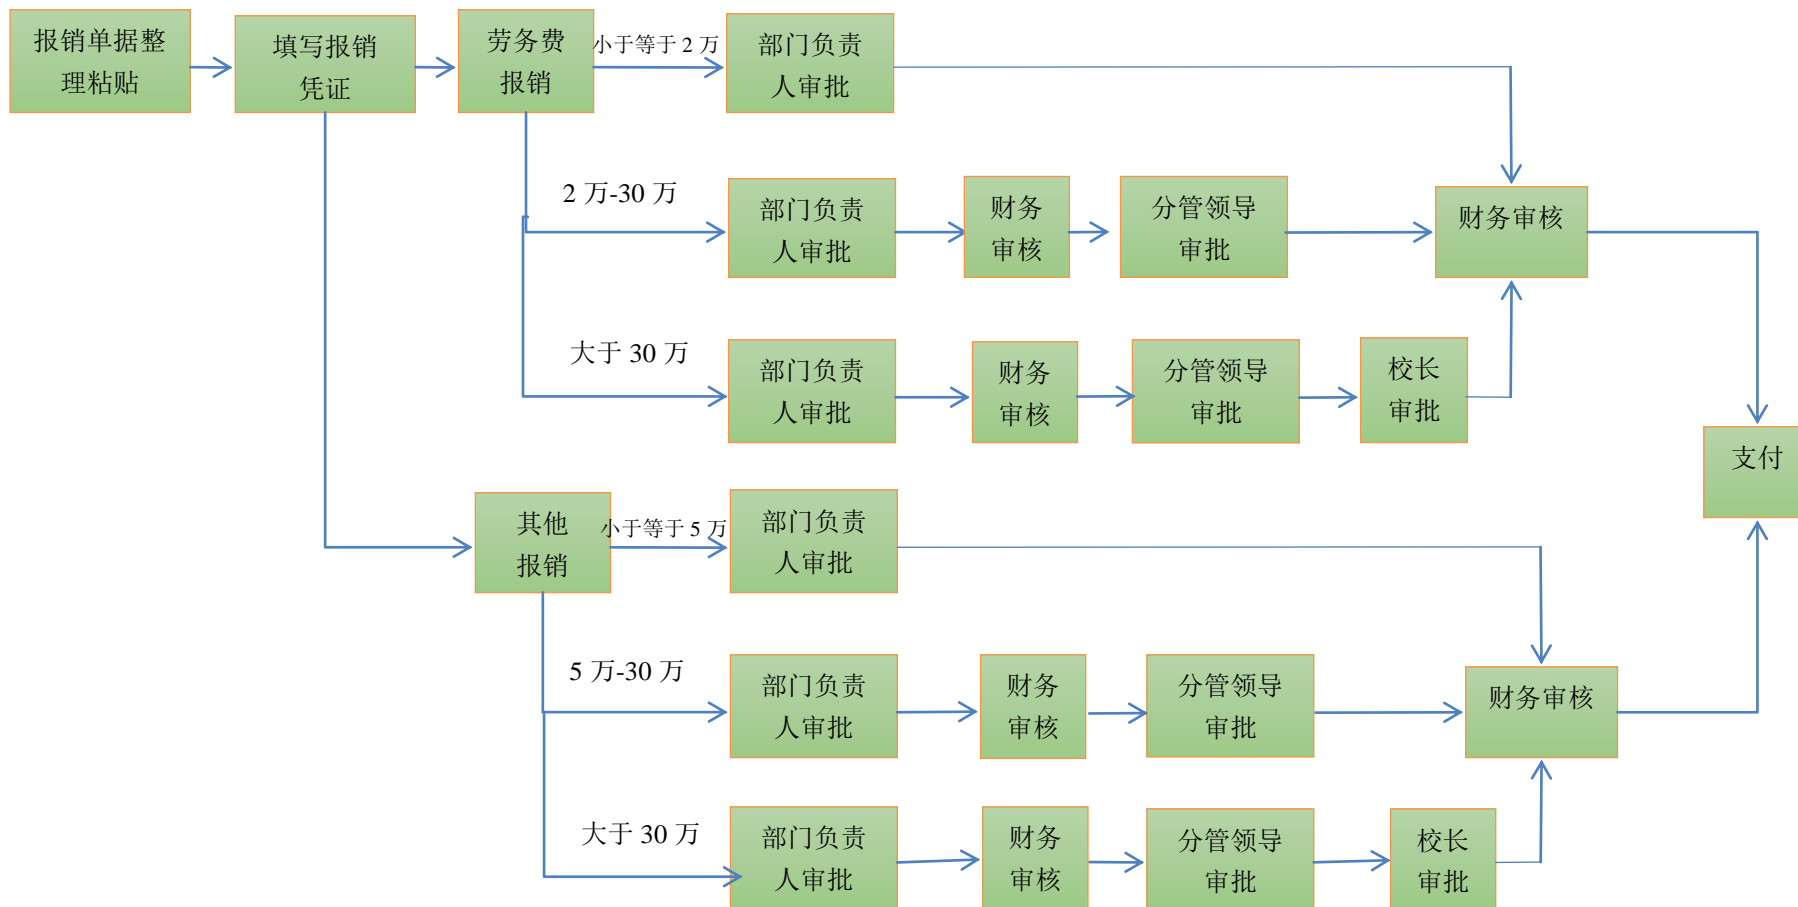 报销单据整
理粘贴
填写报销
凭证
劳务费
报销
小于等于 2 万
部门负责
人审批
2 万-30 万
部门负责
人审批
财务
审核
分管领导
审批
财务审核
大于 30 万
部门负责
人审批
财务
审核
分管领导
审批
校长
审批
支付
其他
报销
小于等于 5 万
部门负责
人审批
5 万-30 万
部门负责
人审批
财务
审核
分管领导
审批
财务审核
大于 30 万
部门负责
人审批
财务
审核
分管领导
审批
校长
审批